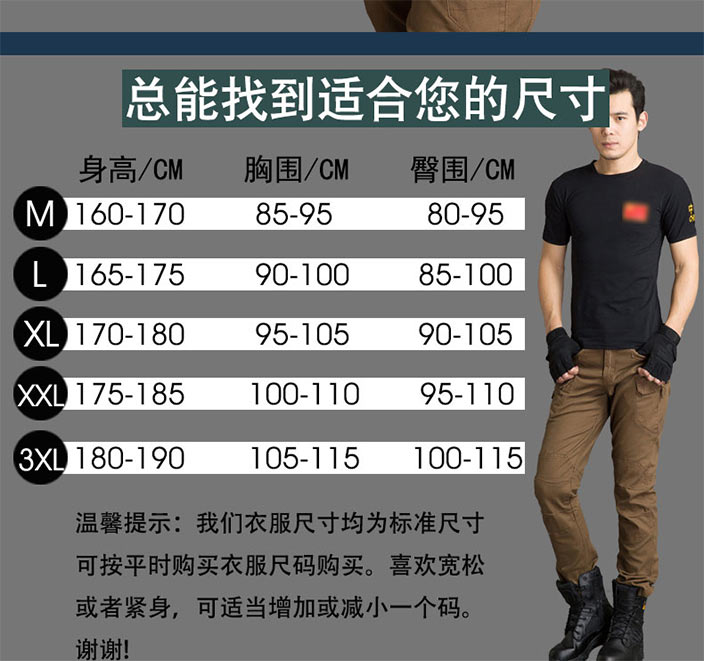 总能找到适合您的尺寸
身高/CM 胸围/CM 臀围/CM
M 160-170 85-95 80-95
L 165-175 90-100 85-100
XL 170-180 95-105 90-105
XXL 175-185 100-110 95-110
3XL 180-190 105-115 100-115
温馨提示：我们衣服尺寸均为标准尺寸
可按平时购买衣服尺码购买。喜欢宽松
或者紧身，可适当增加或减小一个码。
谢谢!